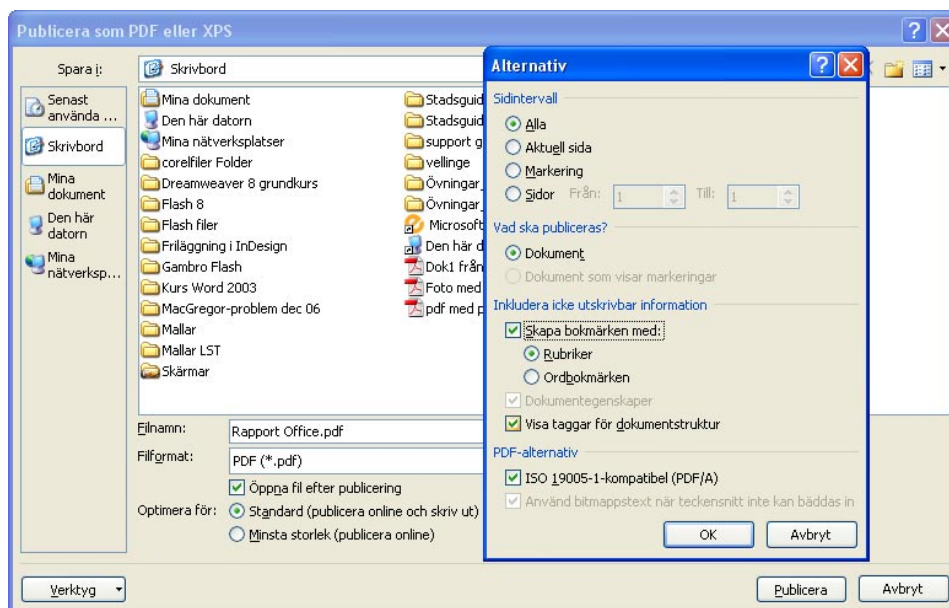 Publicera som PDF eller XPS
Spara i:
Skrivbord
Senast använda ...
Skrivbord
Mina dokument
Den här datorn
Mina nätverksp...
Mina dokument
Den här datorn
Mina nätverksplatser
corelfiler Folder
Dreamweaver 8 grundkurs
Flash 8
Flash filer
Friläggning i InDesign
Gambro Flash
Kurs Word 2003
MacGregor-problem dec 06
Mallar
Mallar LST
Skärmar
Stadsguid
Stadsguid
support g
vellinge
Övningar_
Övningar_
Microsoft
Den här d
Dok1 från
Foto med
pdf med p
Filnamn:
Rapport Office.pdf
Filformat:
PDF (*.pdf)
Öppna fil efter publicering
Optimera för:
Standard (publicera online och skriv ut)
Minsta storlek (publicera online)
Verktyg
Publicera
Avbryt
Alternativ
Sidintervall
Alla
Aktuell sida
Markering
Sidor Från: 1 Till: 1
Vad ska publiceras?
Dokument
Dokument som visar markeringar
Inkludera icke utskrivbar information
Skapa bokmärken med:
Rubriker
Ordbokmärken
Dokumentegenskaper
Visa taggar för dokumentstruktur
PDF-alternativ
ISO 19005-1-kompatibel (PDF/A)
Använd bitmappstext när teckensnitt inte kan bäddas in
OK
Avbryt